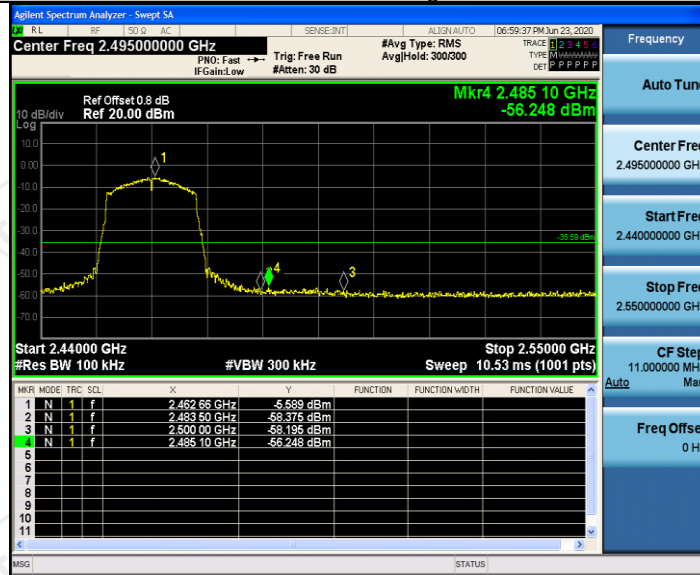 Agilent Spectrum Analyzer - Swept SA
RL RF 50 Ω AC SENSE:INT ALIGN AUTO 06:59:37 PM Jun 23, 2020
Center Freq 2.495000000 GHz #Avg Type: RMS TRACE 1 2 3 4 5 6
PNO: Fast Trig: Free Run Avg|Hold: 300/300 TYPE M
IFGain:Low #Atten: 30 dB DET P P P P P P
Frequency
Auto Tune
Mkr4 2.485 10 GHz
-56.248 dBm
Ref Offset 0.8 dB
10 dB/div Ref 20.00 dBm
Log
10.0
0.00
-10.0
-20.0
-30.0
-40.0
-50.0
-60.0
-70.0
1
4
3
-35.59 dBm
Start 2.44000 GHz Stop 2.55000 GHz
#Res BW 100 kHz #VBW 300 kHz Sweep 10.53 ms (1001 pts)
Center Freq
2.495000000 GH
Start Freq
2.440000000 GH
Stop Freq
2.550000000 GH
CF Step
11.000000 MH
Auto Man
Freq Offset
0 H
MKR MODE TRC SCL X Y FUNCTION FUNCTION WIDTH FUNCTION VALUE
1 N 1 f 2.462 66 GHz -5.589 dBm
2 N 1 f 2.483 50 GHz -58.375 dBm
3 N 1 f 2.500 00 GHz -58.195 dBm
4 N 1 f 2.485 10 GHz -56.248 dBm
5
6
7
8
9
10
11
MSG STATUS